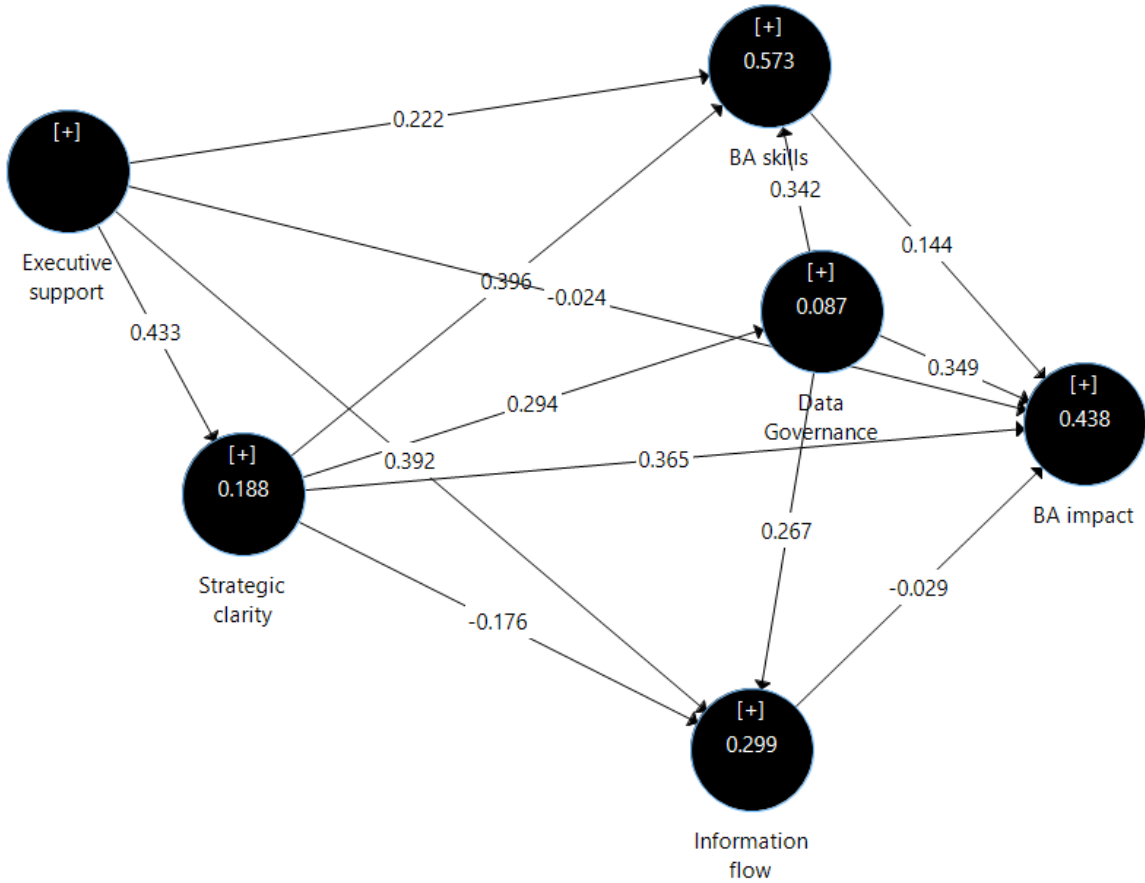 [+]
0.573
BA skills
[+]
Executive
support
0.222
0.342
0.144
[+]
0.087
Data
Governance
0.396
-0.024
0.433
0.349
0.294
[+]
0.438
BA impact
[+]
0.188
Strategic
clarity
0.392
0.365
0.267
-0.029
-0.176
[+]
0.299
Information
flow